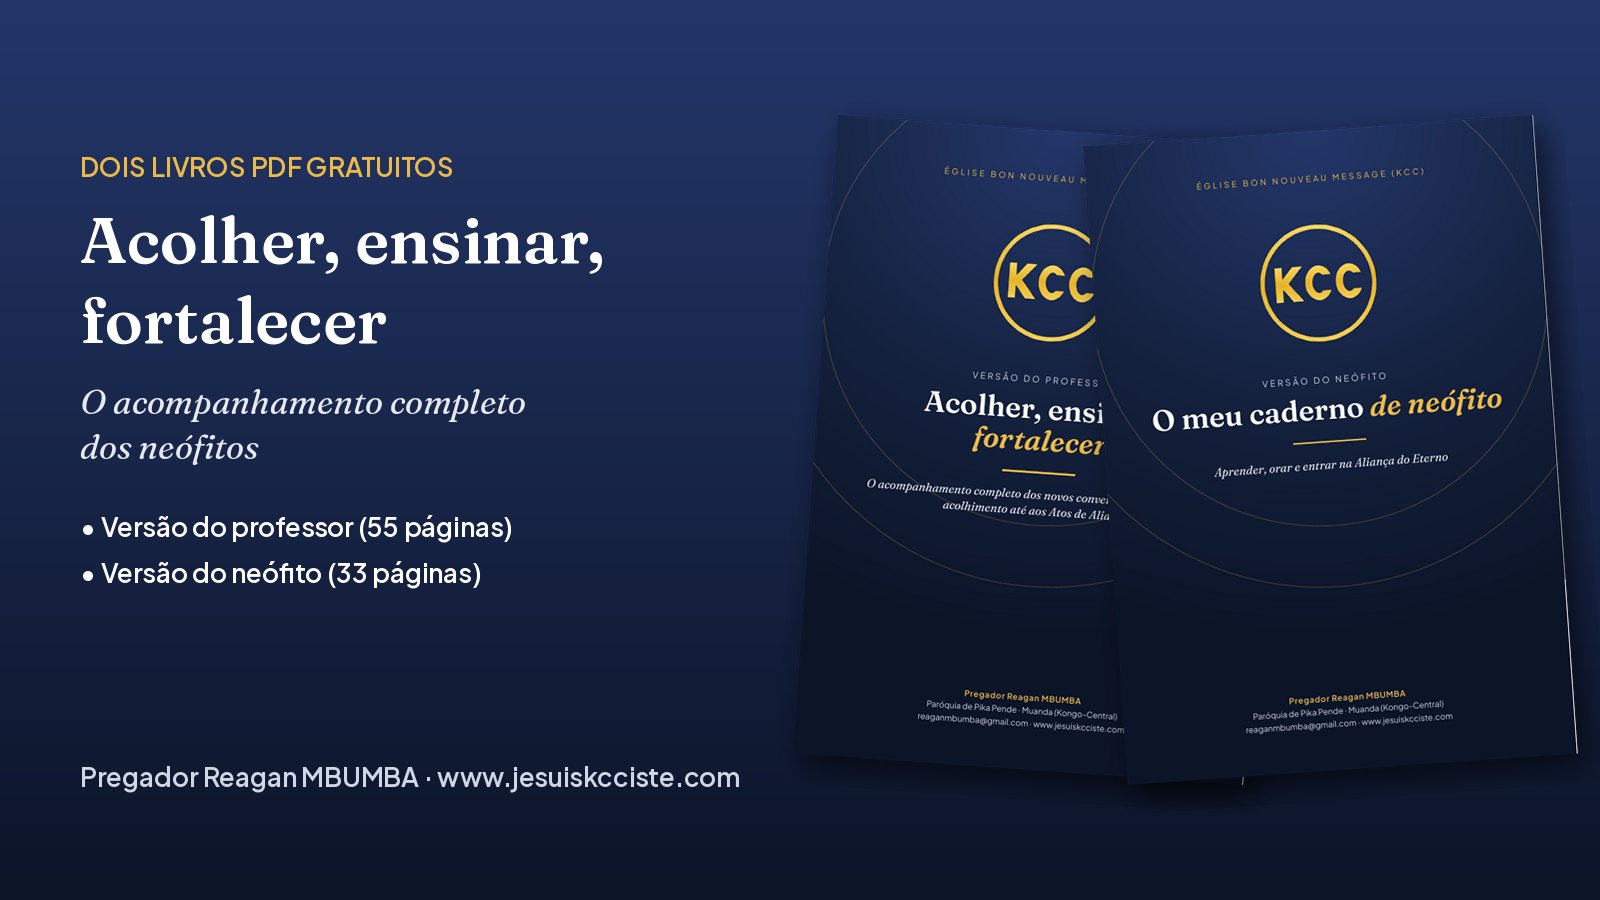 DOIS LIVROS PDF GRATUITOS
Acolher, ensinar,
fortalecer
O acompanhamento completo
dos neófitos
• Versão do professor (55 páginas)
• Versão do neófito (33 páginas)
Pregador Reagan MBUMBA · www.jesuiskcciste.com
ÉGLISE BON NOUVEAU M
KCC
VERSÃO DO PROFESS
Acolher, ensi
fortalecer
O acompanhamento completo dos novos conver
acolhimento até aos Atos de Alia
Pregador Reagan MBUMBA
Paróquia de Pika Pende · Muanda (Kongo-Central)
reaganmbumba@gmail.com · www.jesuiskcciste.com
ÉGLISE BON NOUVEAU MESSAGE (KCC)
KCC
VERSÃO DO NEÓFITO
O meu caderno de neófito
Aprender, orar e entrar na Aliança do Eterno
Pregador Reagan MBUMBA
Paróquia de Pika Pende · Muanda (Kongo-Central)
reaganmbumba@gmail.com · www.jesuiskcciste.com